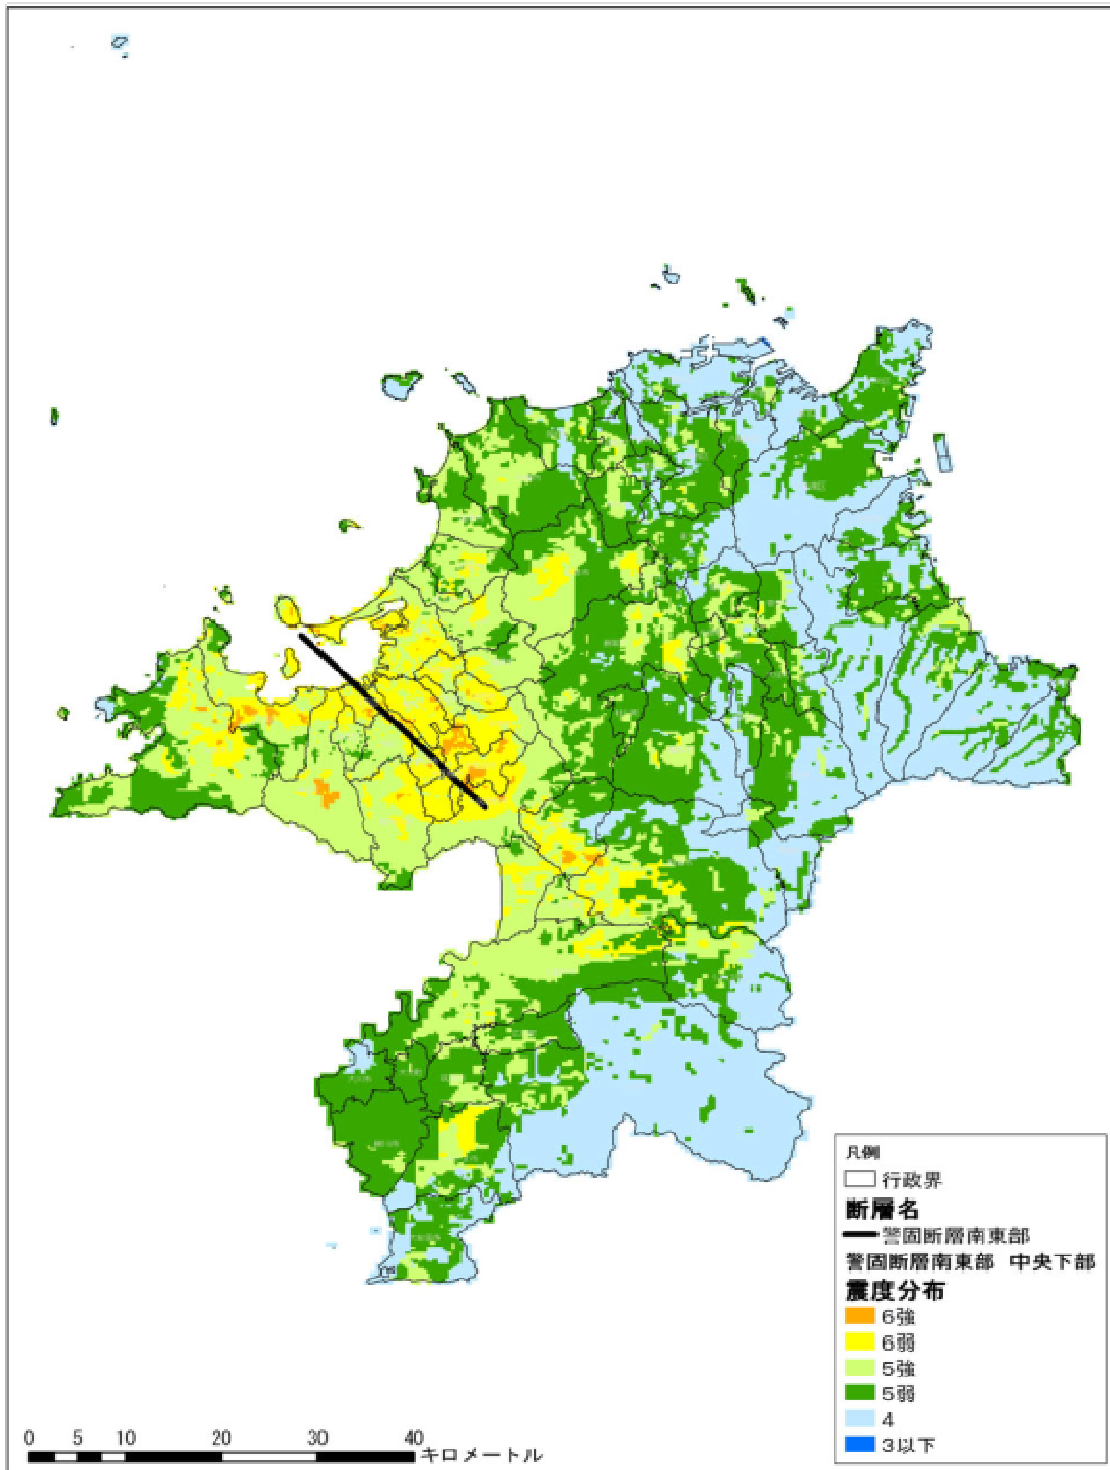 凡例
行政界
断層名
警固断層南東部
警固断層南東部 中央下部
震度分布
6強
6弱
5強
5弱
4
3以下
0 5 10 20 30 40
キロメートル